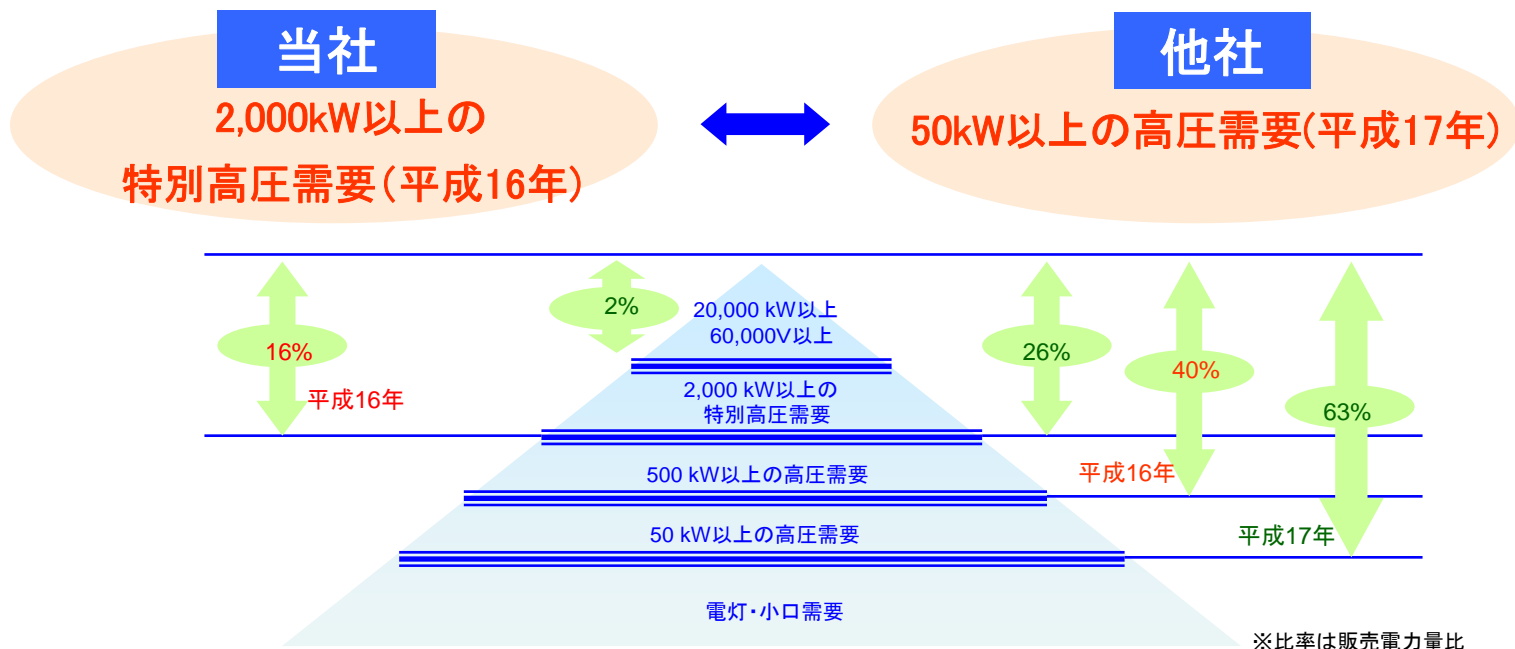 当社
2,000kW以上の
特別高圧需要(平成16年)
他社
50kW以上の高圧需要(平成17年)
16%
平成16年
2%
20,000 kW以上
60,000V以上
2,000 kW以上の
特別高圧需要
500 kW以上の高圧需要
50 kW以上の高圧需要
電灯・小口需要
26%
40%
平成16年
63%
平成17年
※比率は販売電力量比